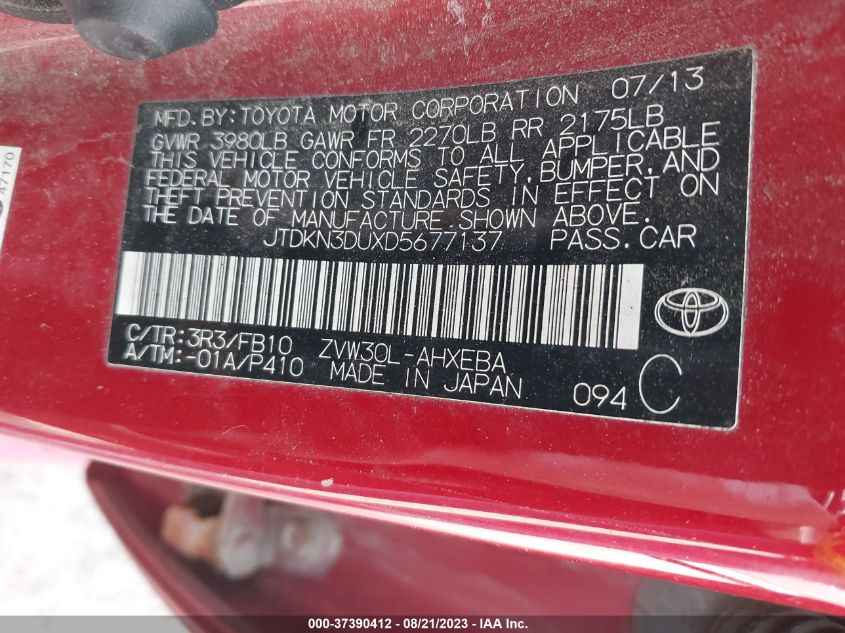 07/13
MFD. BY: TOYOTA MOTOR CORPORATION
GVWR 3980LB GAWR FR 2270LB RR 2175LB
THIS VEHICLE CONFORMS TO ALL APPLICABLE
FEDERAL MOTOR VEHICLE SAFETY, BUMPER, AND
THEFT PREVENTION STANDARDS IN EFFECT ON
THE DATE OF MANUFACTURE SHOWN ABOVE.
JTDKN3DUXD5677137 PASS. CAR
C/TR: 3R3/FB10 ZVW30L-AHXEBA
A/TM: -01A/P410 MADE IN JAPAN
094 C
47170
000-37390412 - 08/21/2023 - IAA Inc.